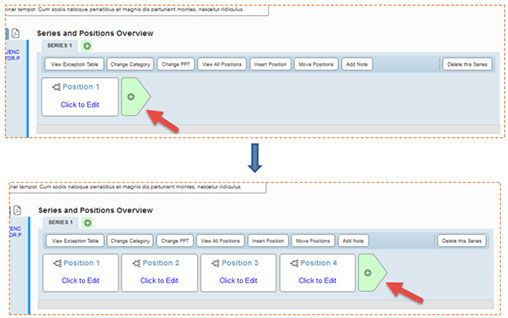 inar tempor. Cum sociis natoque penatibus et magnis dis parturient montes, nascetur ridiculus
Series and Positions Overview
JENC
TOR P
SERIES 1
View Exception Table Change Category Change PPT View All Positions Insert Position Move Positions Add Note Delete this Series
Position 1
Click to Edit
inar tempor. Cum sociis natoque penatibus et magnis dis parturient montes, nascetur ridiculus
Series and Positions Overview
ENC
OR P
SERIES 1
View Exception Table Change Category Change PPT View All Positions Insert Position Move Positions Add Note Delete this Series
Position 1 Position 2 Position 3 Position 4
Click to Edit Click to Edit Click to Edit Click to Edit